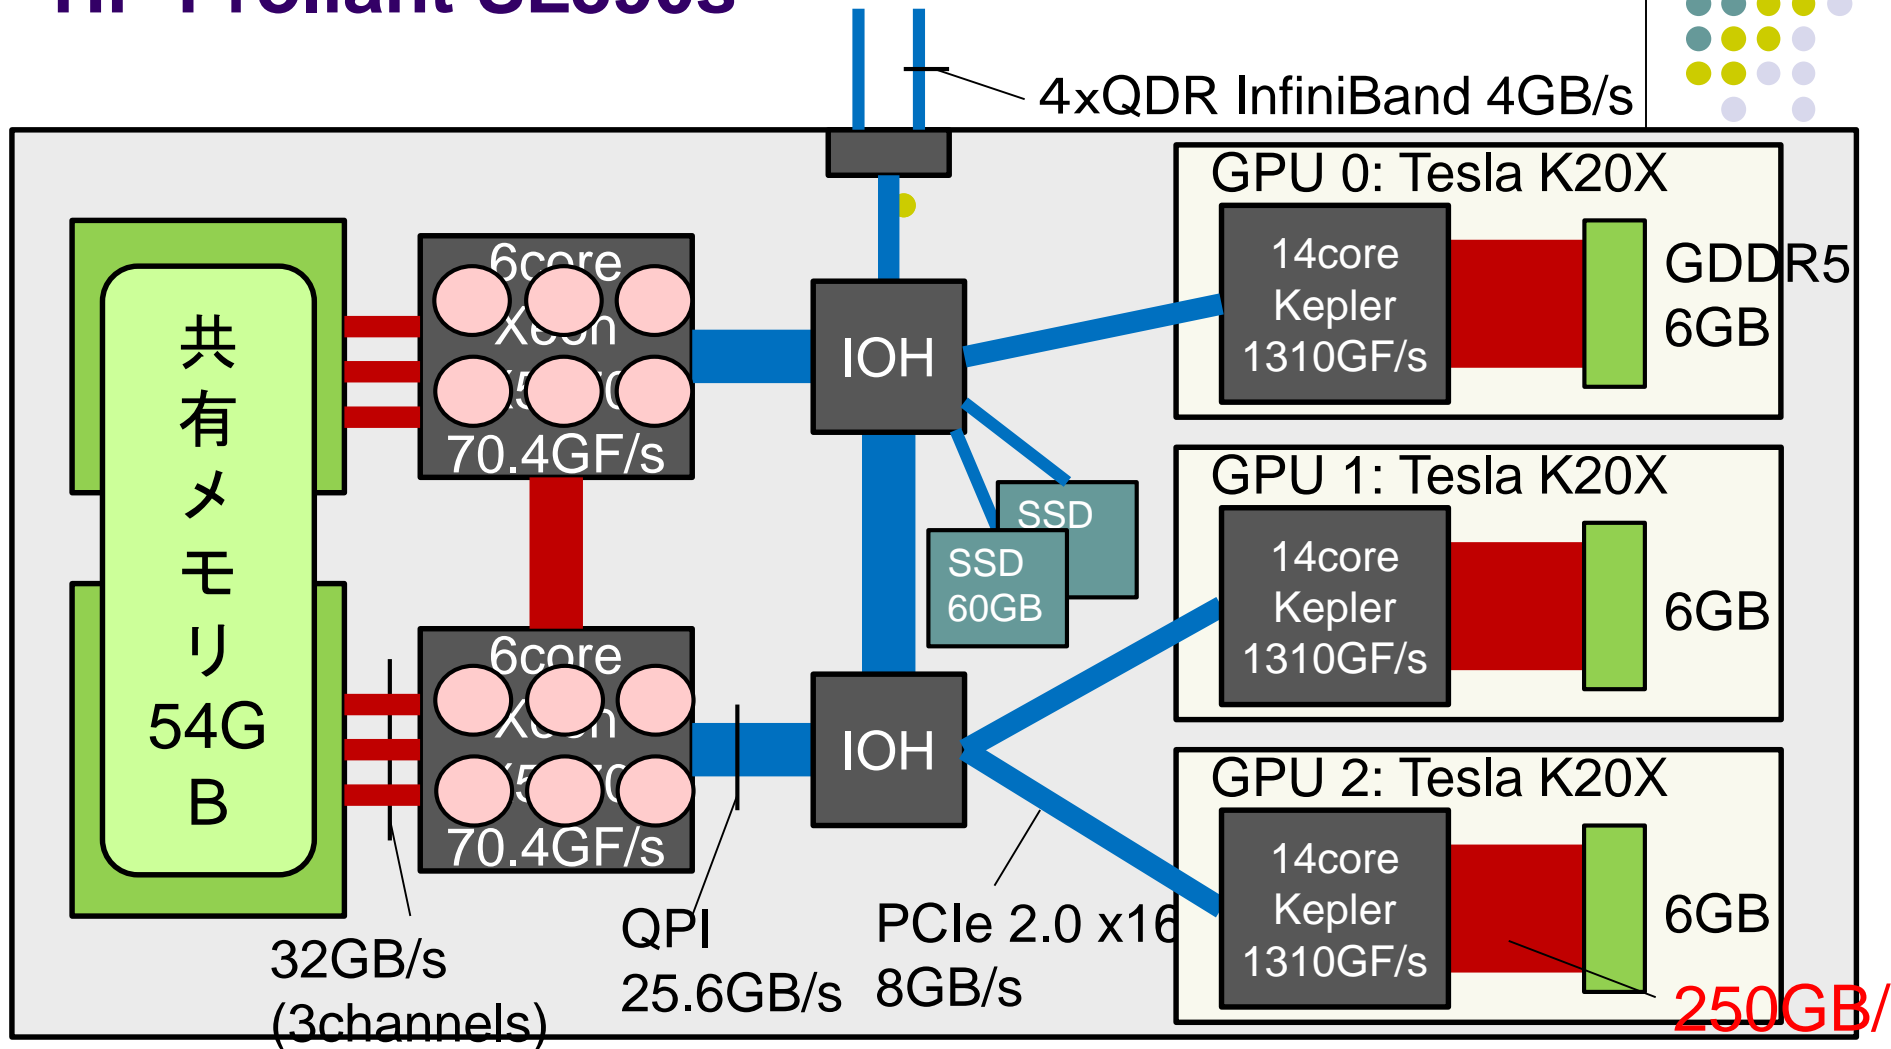 4xQDR InfiniBand 4GB/s
GPU 0: Tesla K20X
14core
Kepler
1310GF/s
GDDR5
6GB
6core
70.4GF/s
IOH
共
有
メ
モ
リ
54G
B
SSD
SSD
60GB
GPU 1: Tesla K20X
14core
Kepler
1310GF/s
6GB
6core
70.4GF/s
IOH
GPU 2: Tesla K20X
14core
Kepler
1310GF/s
6GB
32GB/s
(3channels)
QPI
25.6GB/s
PCIe 2.0 x16
8GB/s
250GB/